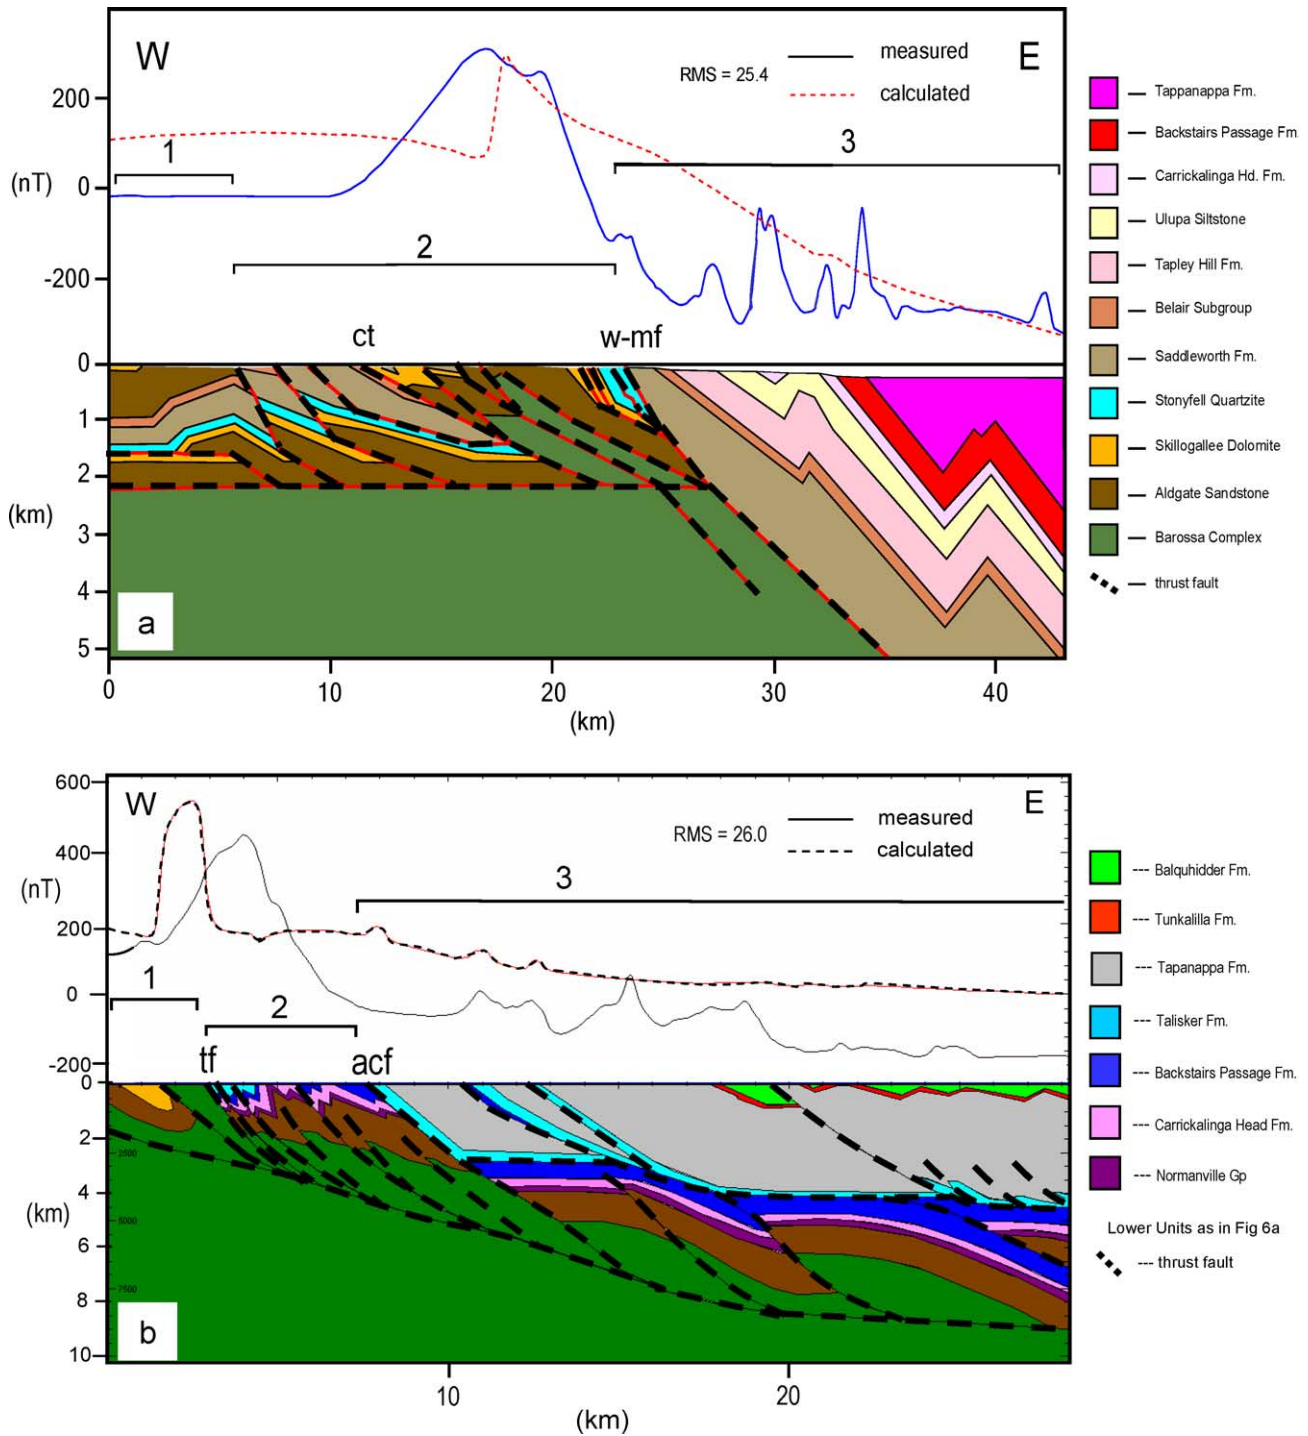 W
E
measured
RMS = 25.4
calculated
200
1
3
(nT)
0
2
-200
ct
w-mf
0
1
2
(km)
3
4
a
5
0
10
20
30
40
(km)
Tappanappa Fm.
Backstairs Passage Fm
Carrickalinga Hd. Fm.
Ulupa Siltstone
Tapley Hill Fm.
Belair Subgroup
Saddleworth Fm.
Stonyfell Quartzite
Skillogallee Dolomite
Aldgate Sandstone
Barossa Complex
thrust fault
600
W
E
measured
RMS = 26.0
calculated
400
(nT)
3
200
1
0
2
tf
acf
-200
0
2
2500
4
(km)
5000
6
7500
8
b
10
10
20
(km)
--- Balquhidder Fm.
--- Tunkalilla Fm.
--- Tapanappa Fm.
--- Talisker Fm.
--- Backstairs Passage Fm.
--- Carrickalinga Head Fm.
--- Normanville Gp
Lower Units as in Fig 6a
--- thrust fault